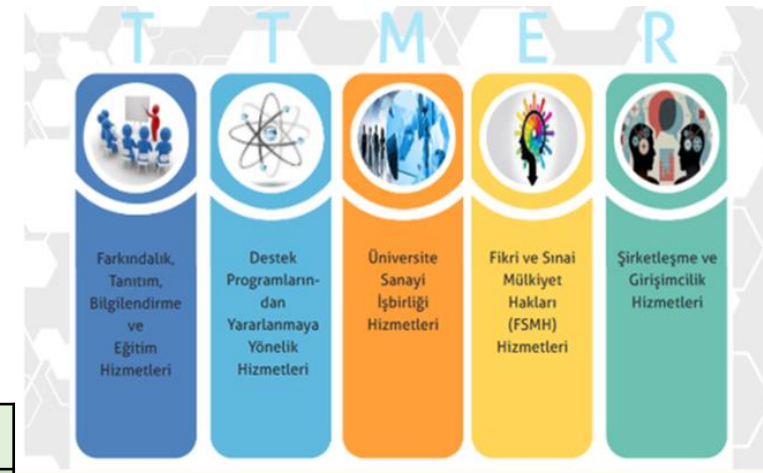 T T M E R
Farkındalık,
Tanıtım,
Bilgilendirme
ve
Eğitim
Hizmetleri
Destek
Programların-
dan
Yararlanmaya
Yönelik
Hizmetleri
Üniversite
Sanayi
İşbirliği
Hizmetleri
Fikri ve Sınai
Mülkiyet
Hakları
(FSMH)
Hizmetleri
Şirketleşme ve
Girişimcilik
Hizmetleri